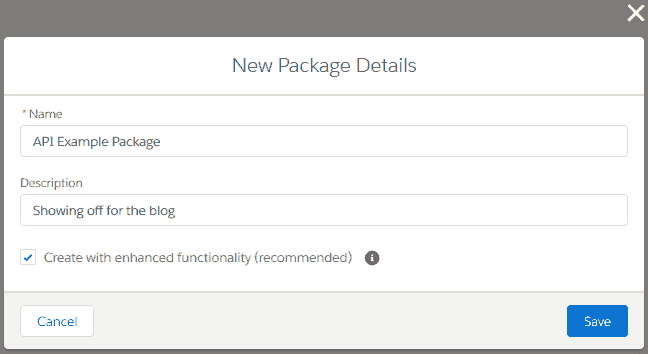 New Package Details
* Name
API Example Package
Description
Showing off for the blog
Create with enhanced functionality (recommended)
Cancel
Save